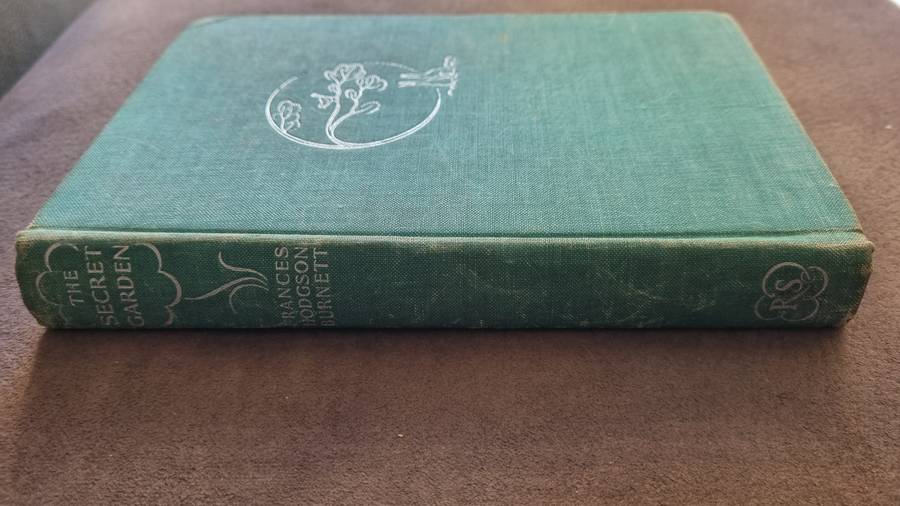 THE
SECRET
GARDEN
FRANCES
HODGSON
BURNETT
RS